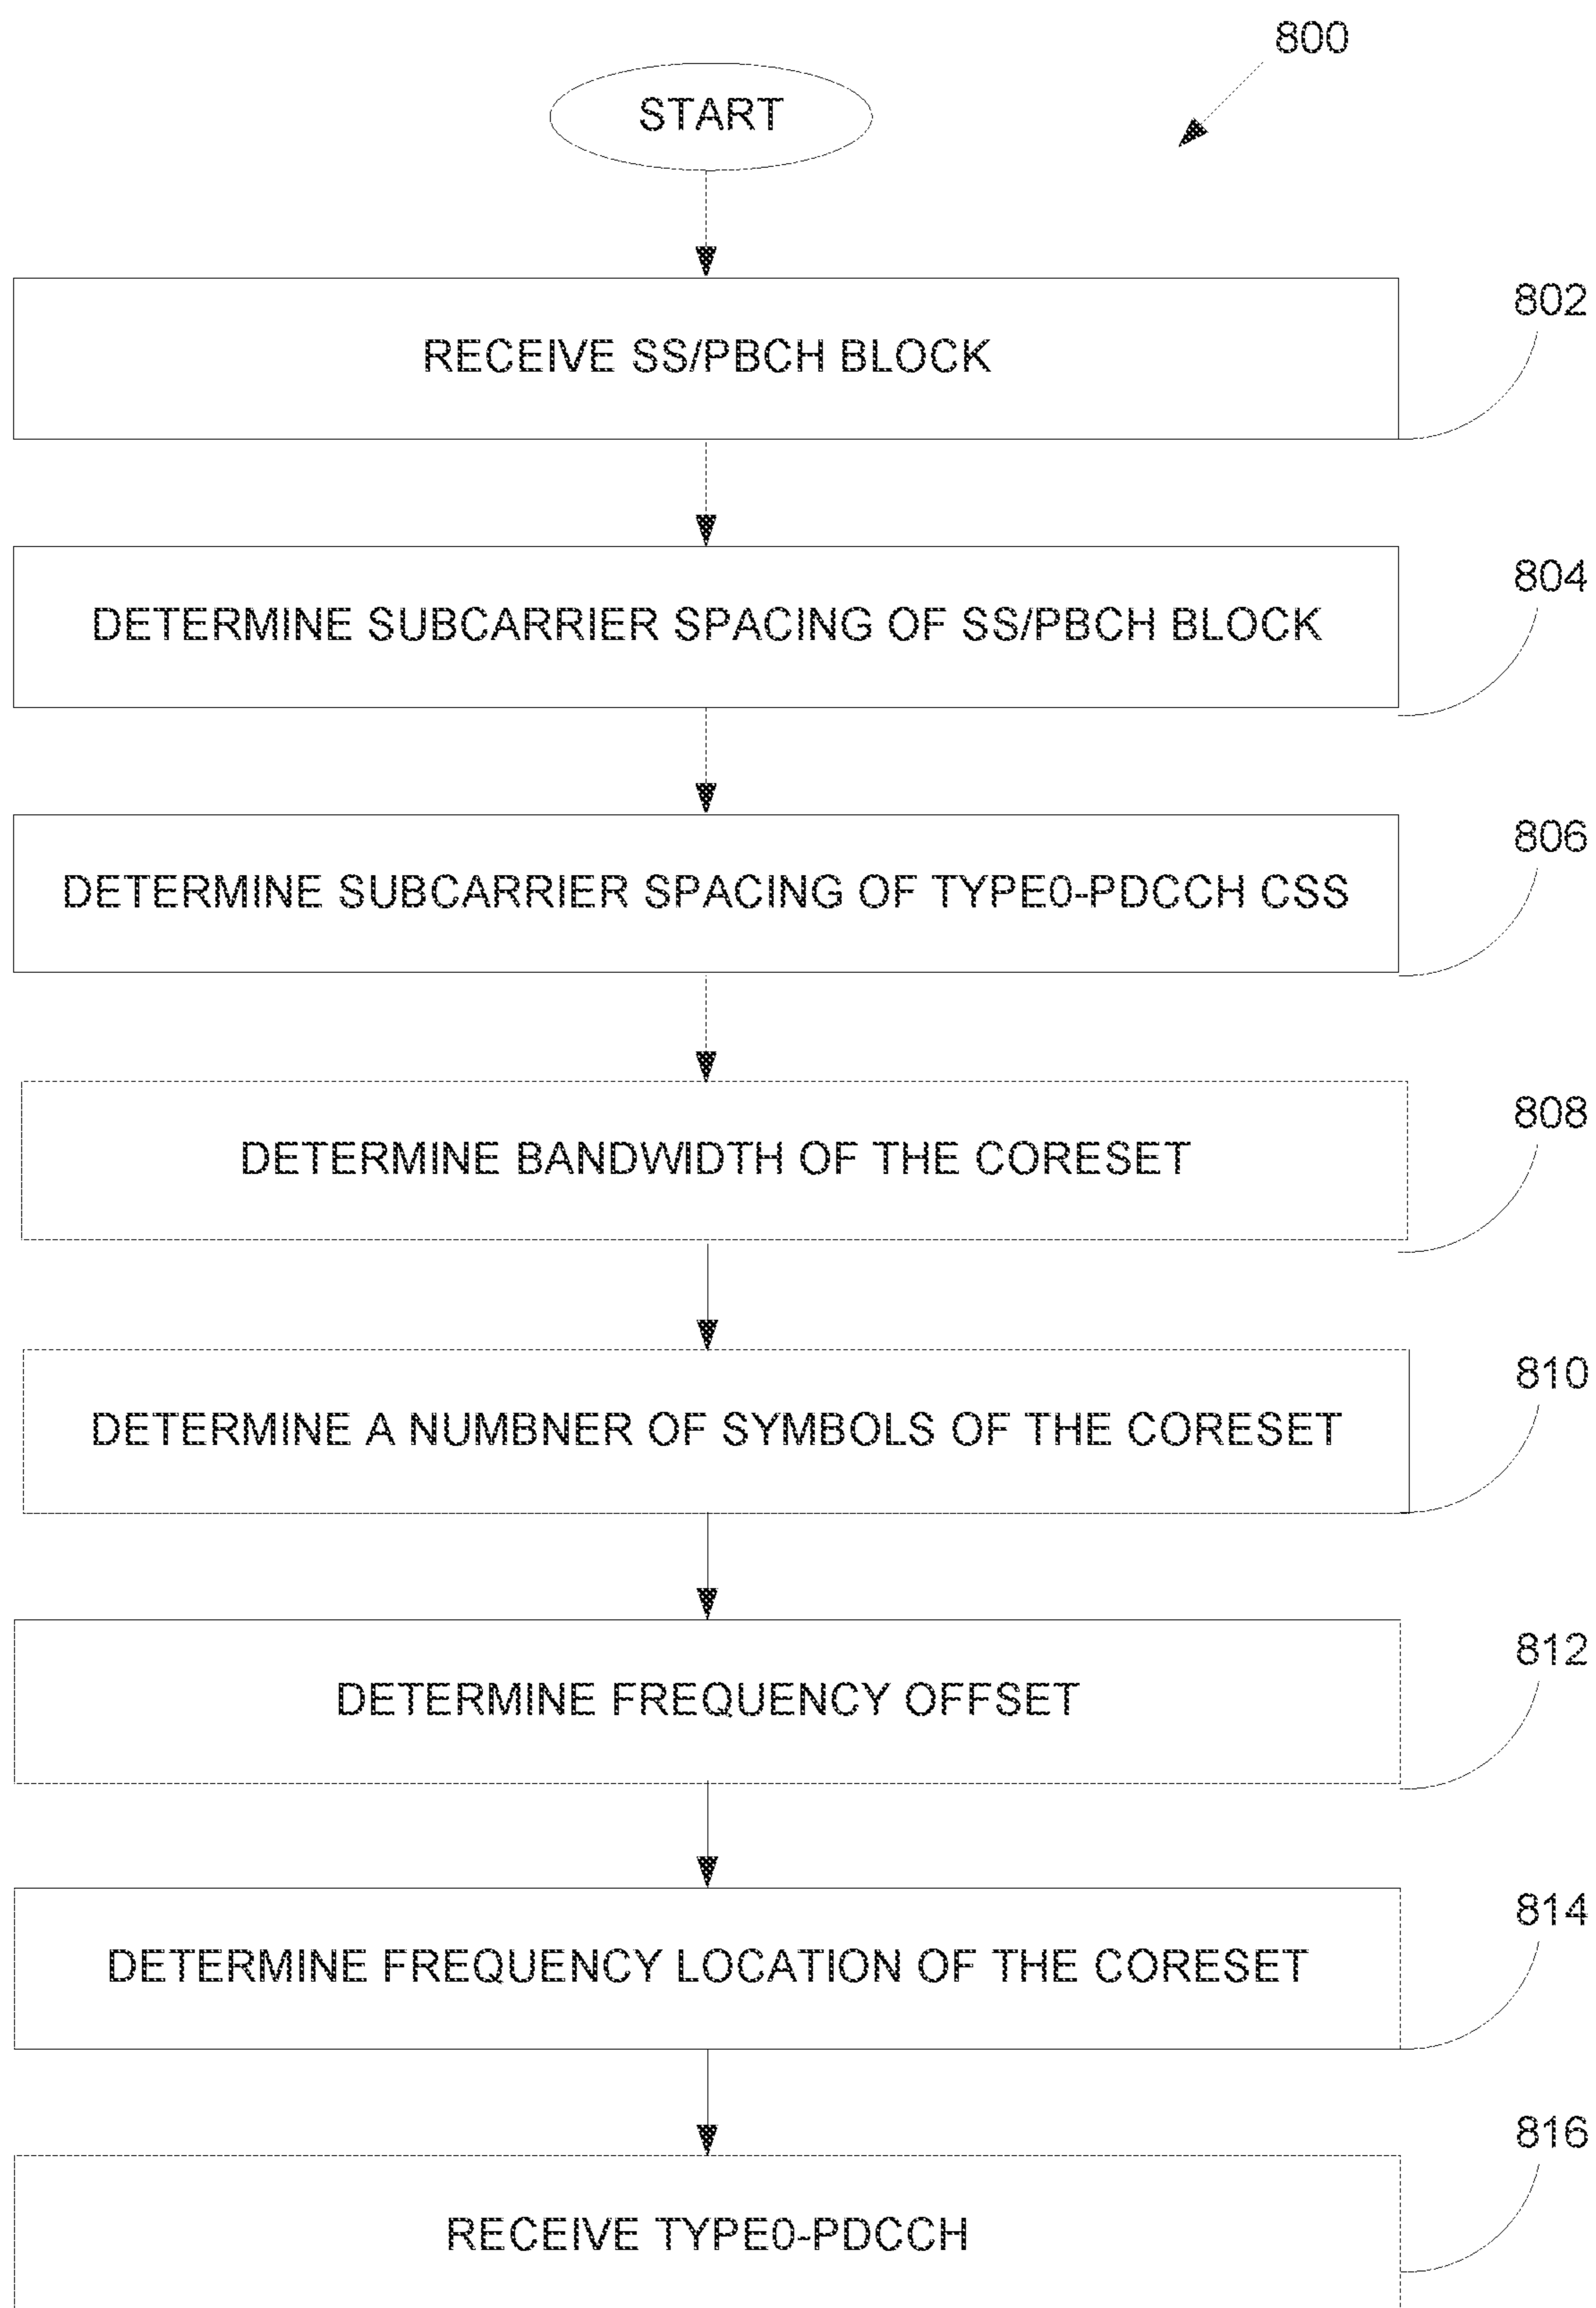 800
START
802
RECEIVE SS/PBCH BLOCK
804
DETERMINE SUBCARRIER SPACING OF SS/PBCH BLOCK
806
DETERMINE SUBCARRIER SPACING OF TYPE0-PDCCH CSS
808
DETERMINE BANDWIDTH OF THE CORESET
810
DETERMINE A NUMBNER OF SYMBOLS OF THE CORESET
812
DETERMINE FREQUENCY OFFSET
814
DETERMINE FREQUENCY LOCATION OF THE CORESET
816
RECEIVE TYPE0-PDCCH